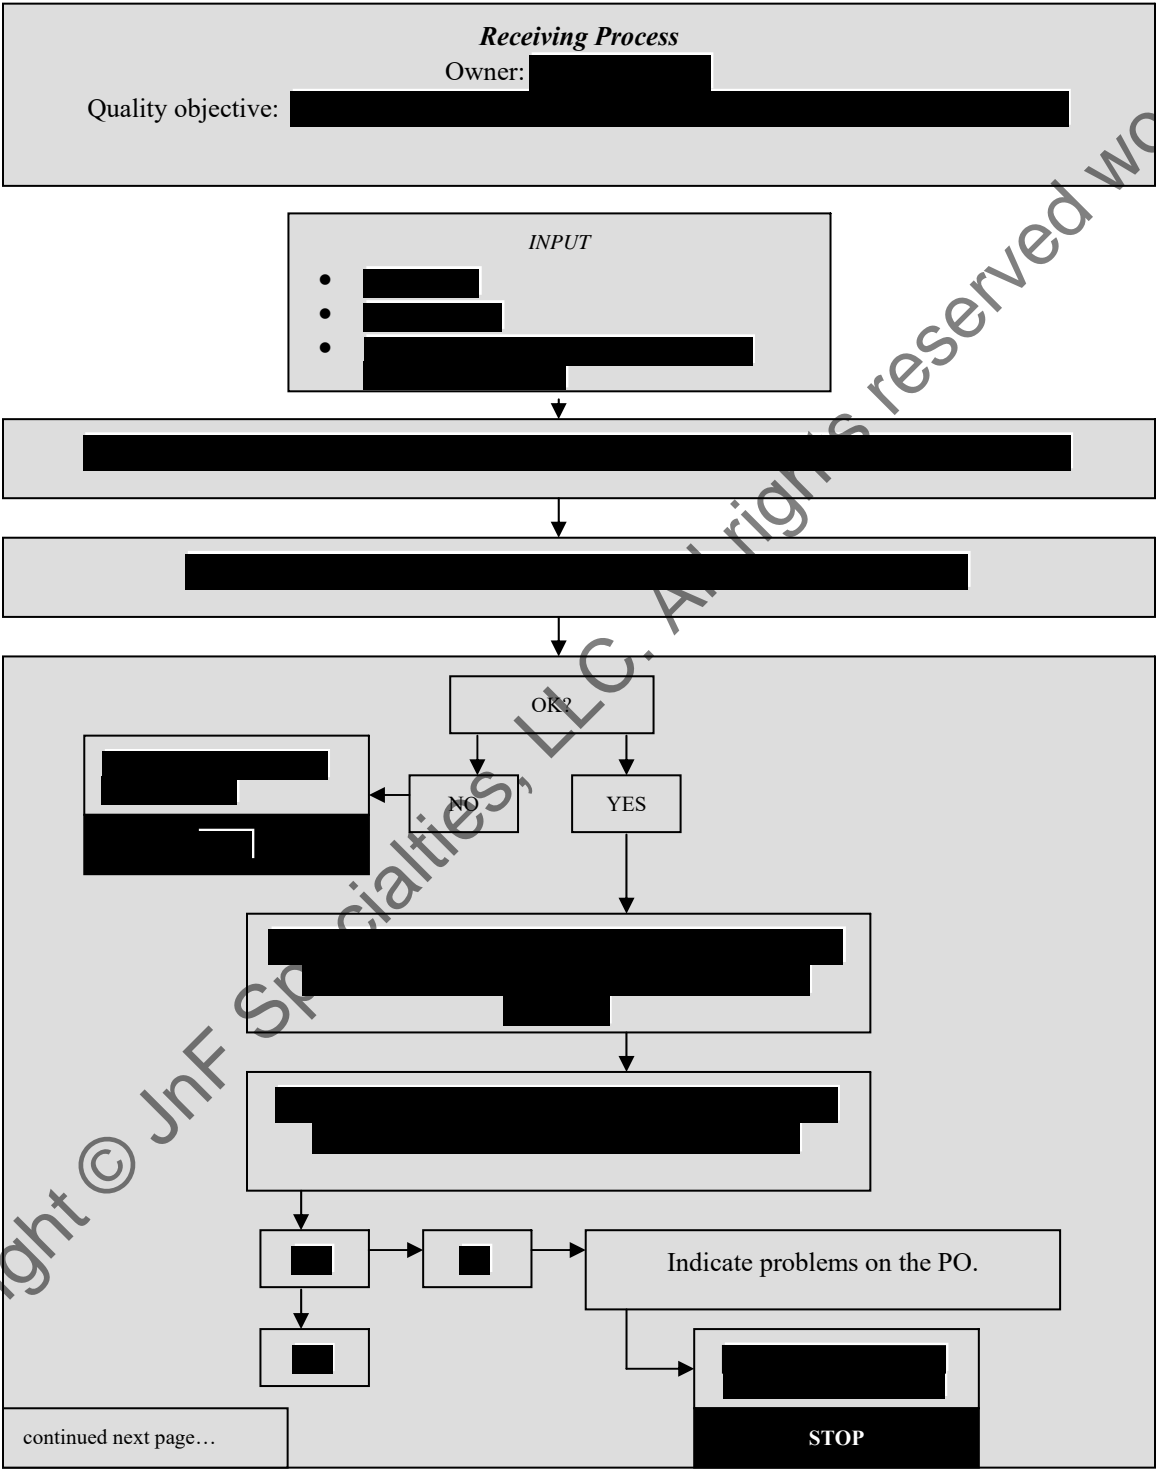 Receiving Process
Owner:
Quality objective:
INPUT
OK?
NO
YES
Indicate problems on the PO.
STOP
continued next page…
ght © JnF Specialties, LLC. All rights reserved wo